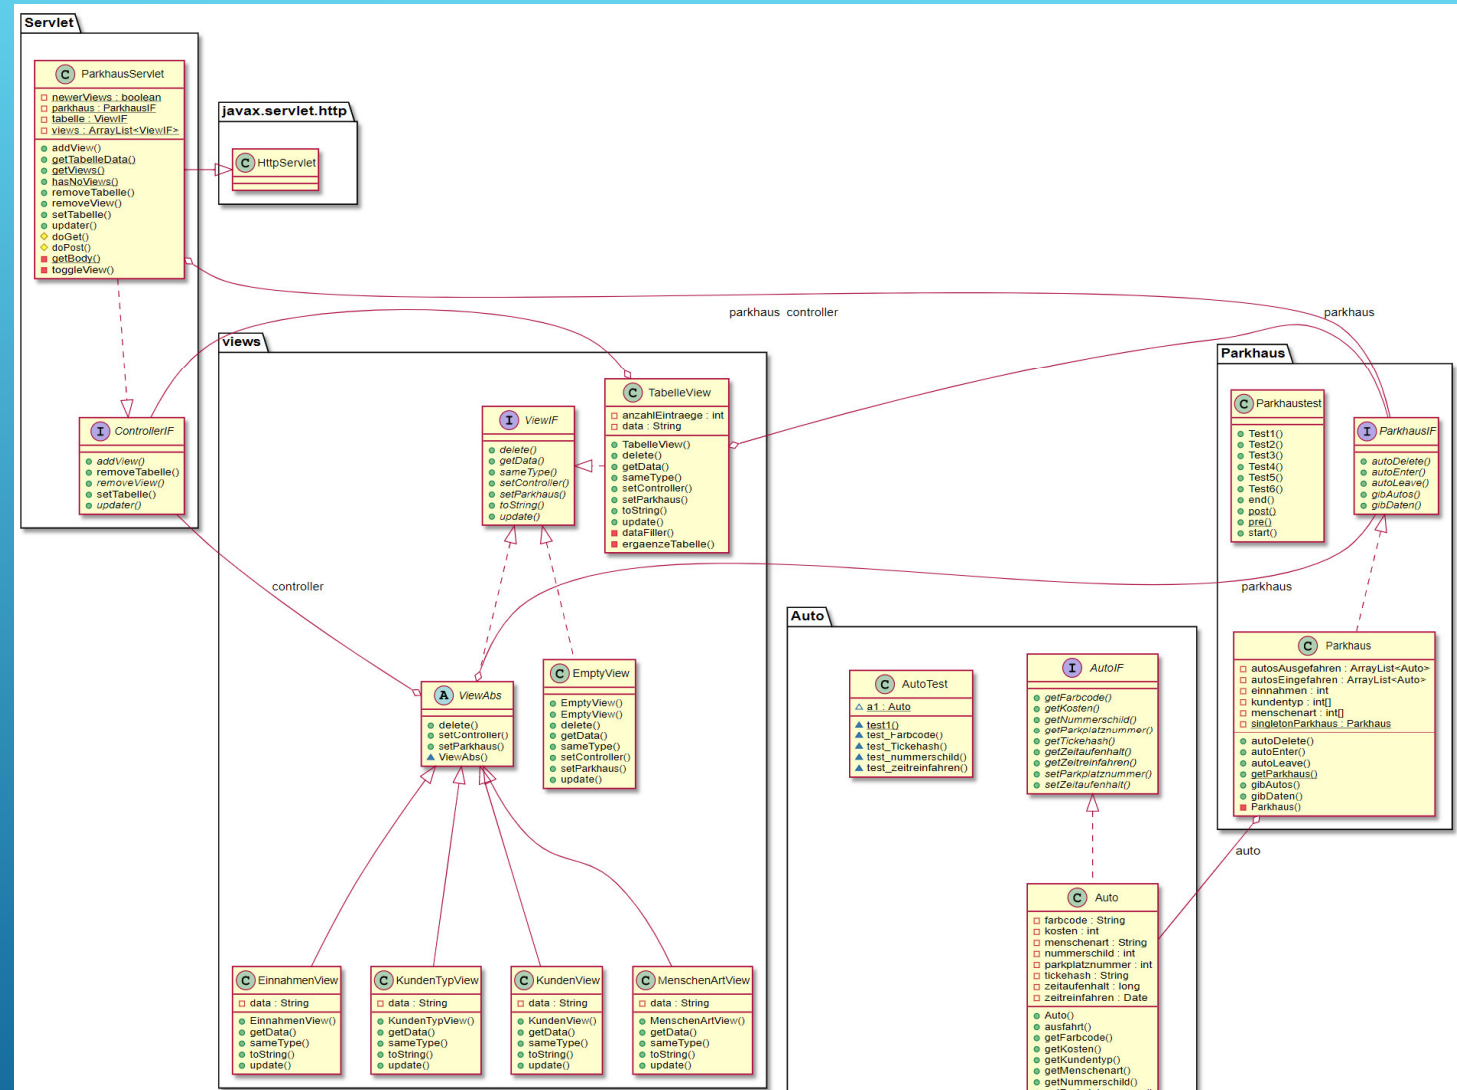 Servlet
C ParkhausServlet
newerViews : boolean
parkhaus : ParkhausIF
tabelle : ViewIF
views : ArrayList<ViewIF>
addView()
getTabelleData()
getViews()
hasNoViews()
removeTabelle()
removeView()
setTabelle()
updater()
doGet()
doPost()
getBody()
toggleView()
javax.servlet.http
C HttpServlet
parkhaus controller
parkhaus
I ControllerIF
addView()
removeTabelle()
removeView()
setTabelle()
updater()
controller
views
I ViewIF
delete()
getData()
sameType()
setController()
setParkhaus()
toString()
update()
C TabelleView
anzahlEintraege : int
data : String
TabelleView()
delete()
getData()
sameType()
setController()
setParkhaus()
toString()
update()
dataFiller()
ergaenzeTabelle()
A ViewAbs
delete()
setController()
setParkhaus()
ViewAbs()
C EmptyView
EmptyView()
EmptyView()
delete()
getData()
sameType()
setController()
setParkhaus()
update()
C EinnahmenView
data : String
EinnahmenView()
getData()
sameType()
toString()
update()
C KundenTypView
data : String
KundenTypView()
getData()
sameType()
toString()
update()
C KundenView
data : String
KundenView()
getData()
sameType()
toString()
update()
C MenschenArtView
data : String
MenschenArtView()
getData()
sameType()
toString()
update()
Parkhaus
C Parkhaustest
Test1()
Test2()
Test3()
Test4()
Test5()
Test6()
end()
post()
pre()
start()
I ParkhausIF
autoDelete()
autoEnter()
autoLeave()
gibAutos()
gibDaten()
parkhaus
C Parkhaus
autosAusgefahren : ArrayList<Auto>
autosEingefahren : ArrayList<Auto>
einnahmen : int
kundentyp : int[]
menschenart : int[]
singletonParkhaus : Parkhaus
autoDelete()
autoEnter()
autoLeave()
getParkhaus()
gibAutos()
gibDaten()
Parkhaus()
auto
Auto
C AutoTest
a1 : Auto
test1()
test_Farbcode()
test_Tickehash()
test_nummerschild()
test_zeitreinfahren()
I AutoIF
getFarbcode()
getKosten()
getNummerschild()
getParkplatznummer()
getTickehash()
getZeitaufenhalt()
getZeitreinfahren()
setParkplatznummer()
setZeitaufenhalt()
C Auto
farbcode : String
kosten : int
menschenart : String
nummerschild : int
parkplatznummer : int
tickehash : String
zeitaufenhalt : long
zeitreinfahren : Date
Auto()
ausfahrt()
getFarbcode()
getKosten()
getKundentyp()
getMenschenart()
getNummerschild()